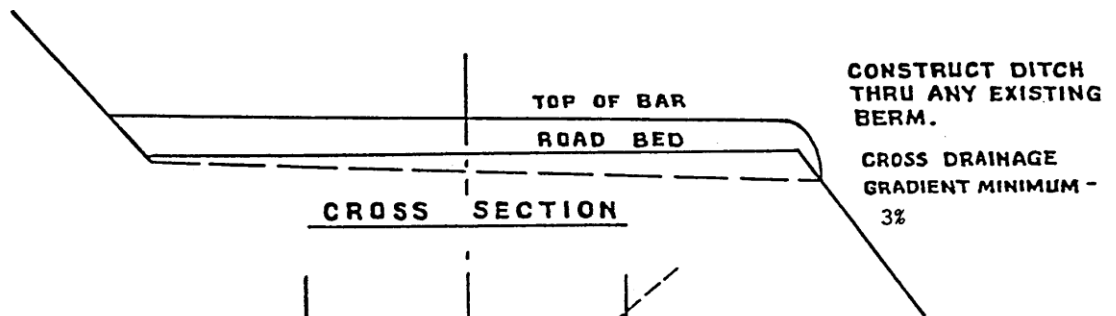 TOP OF BAR
ROAD BED
CROSS SECTION
CONSTRUCT DITCH
THRU ANY EXISTING
BERM.
CROSS DRAINAGE
GRADIENT MINIMUM -
3%